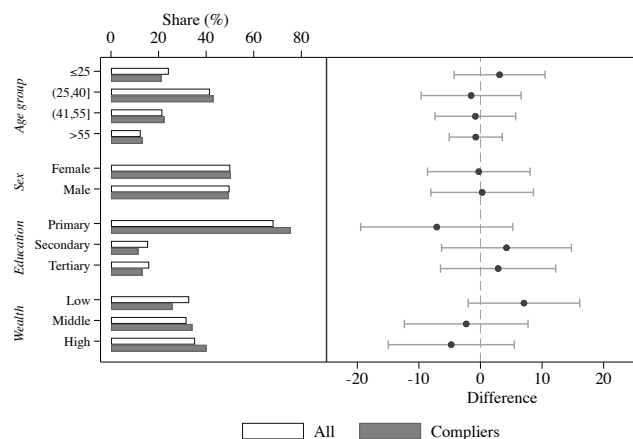 Share (%)
0 20 40 60 80
Age group
≤25
(25,40]
(41,55]
>55
Sex
Female
Male
Education
Primary
Secondary
Tertiary
Wealth
Low
Middle
High
-20 -10 0 10 20
Difference
All Compliers